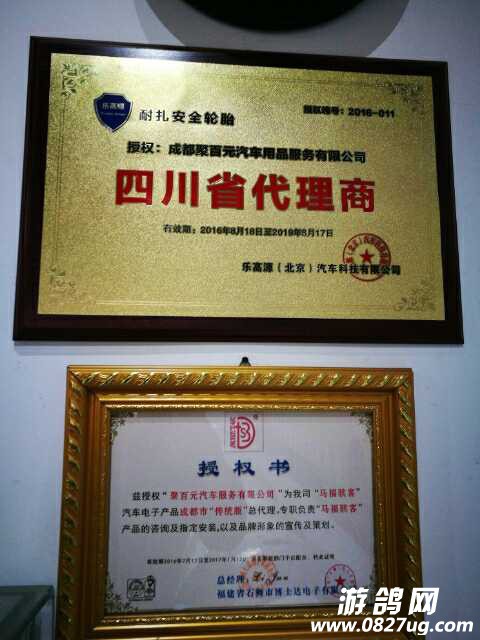 乐高源
耐扎安全轮胎
授权编号：2016-011
授权：成都聚百元汽车用品服务有限公司
四川省代理商
有效期：2016年8月18日至2019年8月17日
乐高源（北京）汽车科技有限公司
授权书
兹授权“聚百元汽车服务有限公司”为我司“马福骇客”
汽车电子产品成都市“传统版”总代理，专职负责“马福骇客”
产品的咨询及指定安装，以及品牌形象的宣传及策划。
总经理：
福建省石狮市博士达电子有限
游鸽网
www.0827ug.com